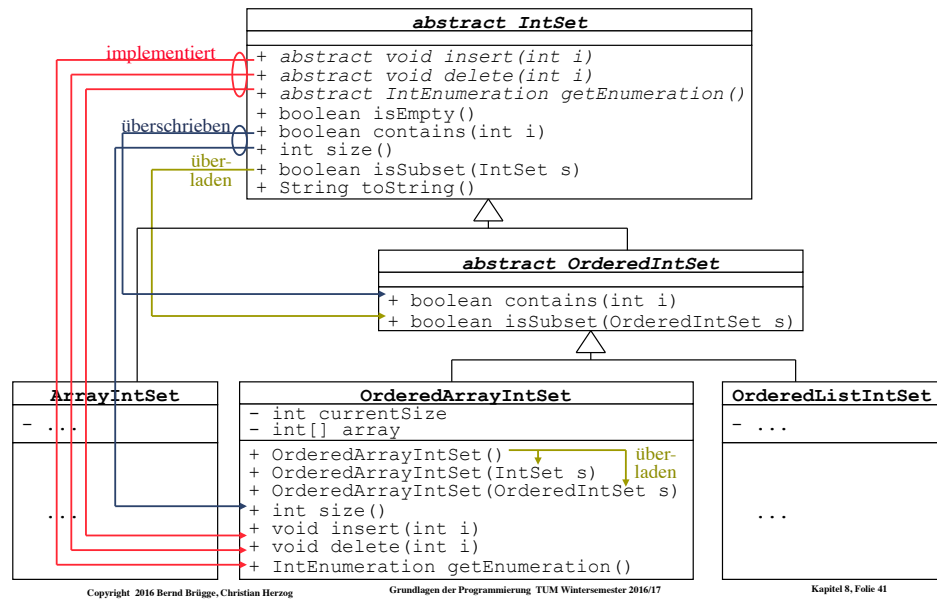 abstract IntSet
implementiert
+ abstract void insert(int i)
+ abstract void delete(int i)
+ abstract IntEnumeration getEnumeration()
+ boolean isEmpty()
überschrieben
+ boolean contains(int i)
+ int size()
über-
laden
+ boolean isSubset(IntSet s)
+ String toString()
abstract OrderedIntSet
+ boolean contains(int i)
+ boolean isSubset(OrderedIntSet s)
ArrayIntSet
- ...
...
OrderedArrayIntSet
- int currentSize
- int[] array
+ OrderedArrayIntSet()
+ OrderedArrayIntSet(IntSet s)
+ OrderedArrayIntSet(OrderedIntSet s)
über-
laden
+ int size()
+ void insert(int i)
+ void delete(int i)
+ IntEnumeration getEnumeration()
OrderedListIntSet
- ...
...
Copyright 2016 Bernd Brügge, Christian Herzog
Grundlagen der Programmierung TUM Wintersemester 2016/17
Kapitel 8, Folie 41